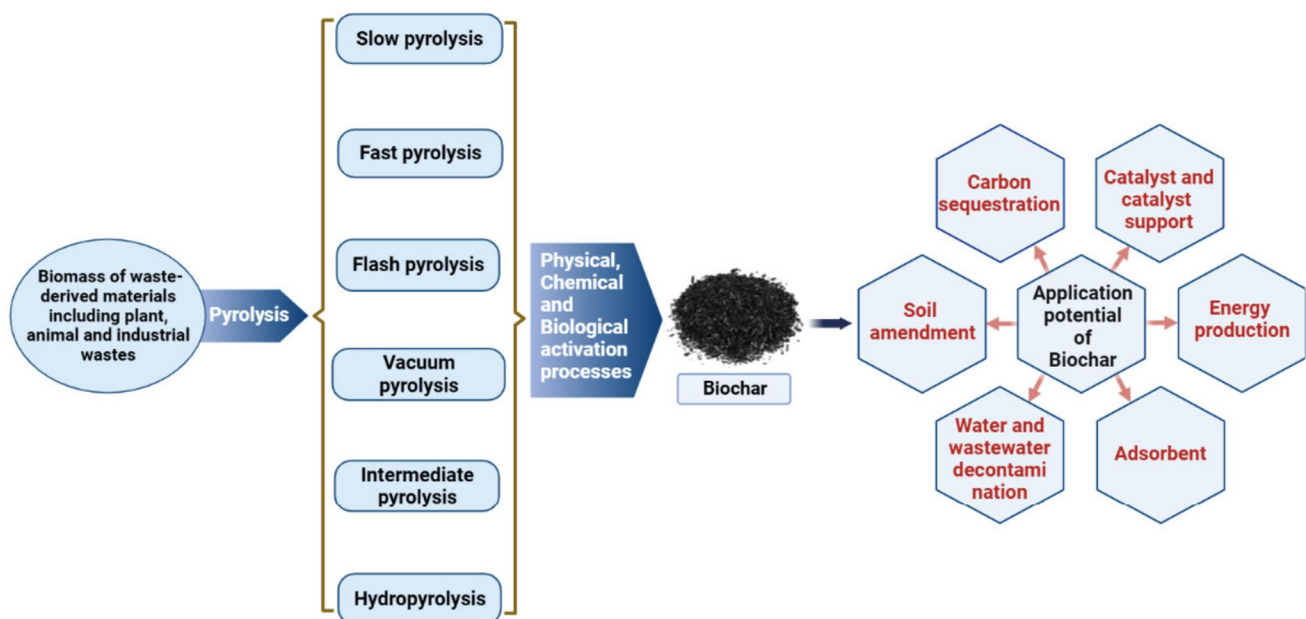 Biomass of waste-
derived materials
including plant,
animal and industrial
wastes
Pyrolysis
Slow pyrolysis
Fast pyrolysis
Flash pyrolysis
Vacuum
pyrolysis
Intermediate
pyrolysis
Hydropyrolysis
Physical,
Chemical
and
Biological
activation
processes
Biochar
Application
potential
of
Biochar
Carbon
sequestration
Catalyst and
catalyst
support
Soil
amendment
Energy
production
Water and
wastewater
decontami
nation
Adsorbent